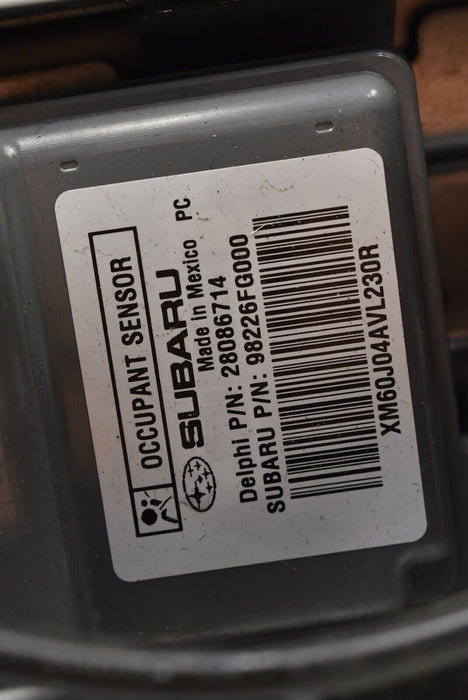 OCCUPANT SENSOR
SUBARU
Made in Mexico PC
Delphi P/N: 28086714
SUBARU P/N: 98226FG000
XM60J04AVL230R